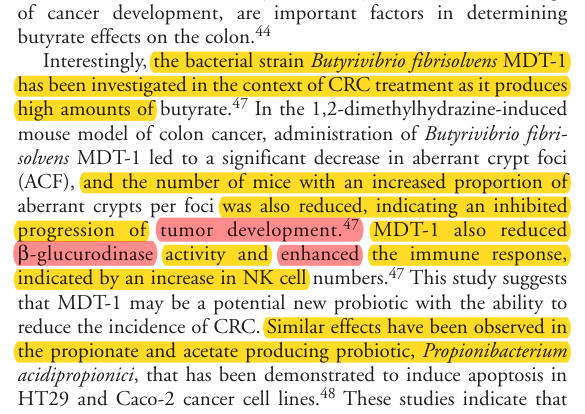 of cancer development, are important factors in determining
butyrate effects on the colon.44
Interestingly, the bacterial strain Butyrivibrio fibrisolvens MDT-1
has been investigated in the context of CRC treatment as it produces
high amounts of butyrate.47 In the 1,2-dimethylhydrazine-induced
mouse model of colon cancer, administration of Butyrivibrio fibri-
solvens MDT-1 led to a significant decrease in aberrant crypt foci
(ACF), and the number of mice with an increased proportion of
aberrant crypts per foci was also reduced, indicating an inhibited
progression of tumor development.47 MDT-1 also reduced
β-glucurodinase activity and enhanced the immune response,
indicated by an increase in NK cell numbers.47 This study suggests
that MDT-1 may be a potential new probiotic with the ability to
reduce the incidence of CRC. Similar effects have been observed in
the propionate and acetate producing probiotic, Propionibacterium
acidipropionici, that has been demonstrated to induce apoptosis in
HT29 and Caco-2 cancer cell lines.48 These studies indicate that